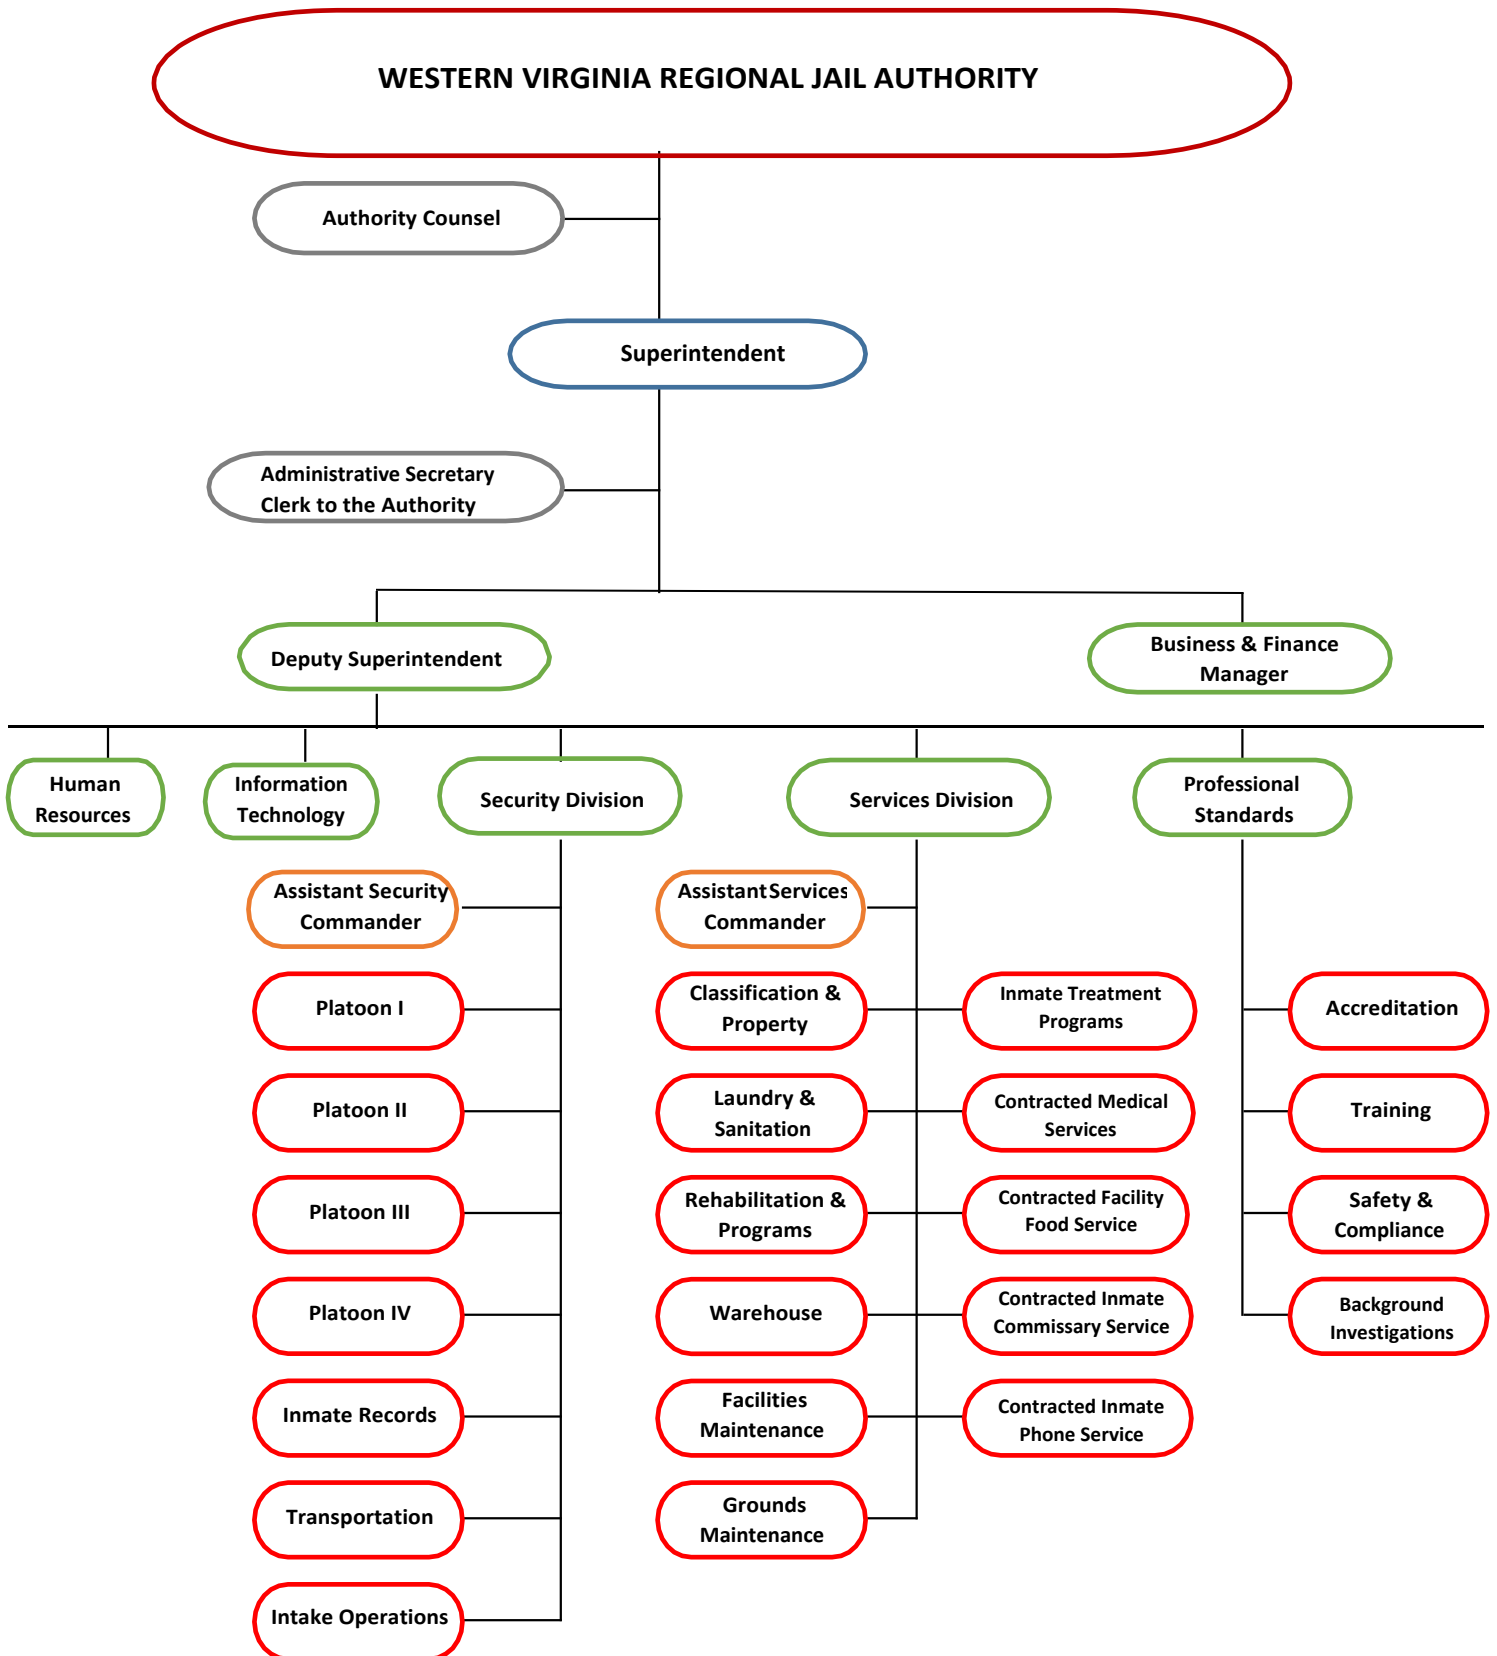 WESTERN VIRGINIA REGIONAL JAIL AUTHORITY
Authority Counsel
Superintendent
Administrative Secretary
Clerk to the Authority
Deputy Superintendent
Business & Finance
Manager
Human
Resources
Information
Technology
Security Division
Services Division
Professional
Standards
Assistant Security
Commander
Platoon I
Platoon II
Platoon III
Platoon IV
Inmate Records
Transportation
Intake Operations
Assistant Services
Commander
Classification &
Property
Laundry &
Sanitation
Rehabilitation &
Programs
Warehouse
Facilities
Maintenance
Grounds
Maintenance
Inmate Treatment
Programs
Contracted Medical
Services
Contracted Facility
Food Service
Contracted Inmate
Commissary Service
Contracted Inmate
Phone Service
Accreditation
Training
Safety &
Compliance
Background
Investigations